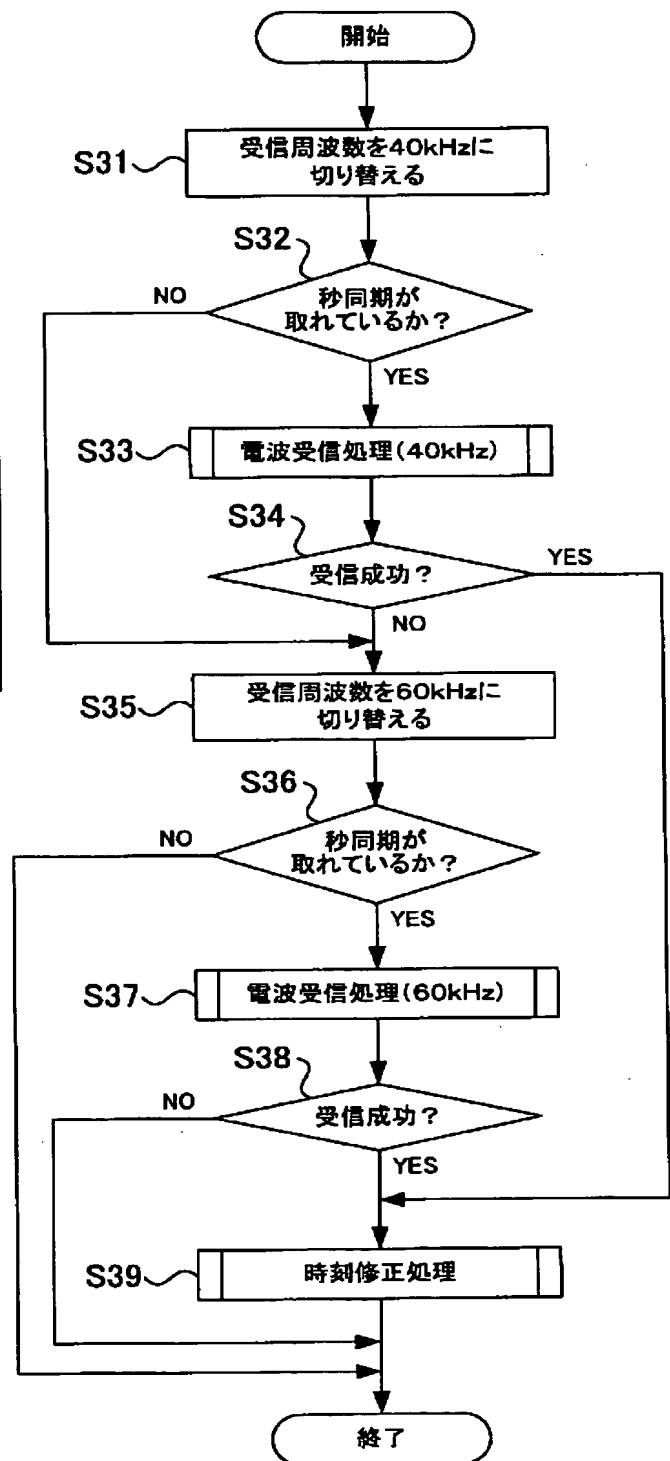 開始
S31
受信周波数を40kHzに
切り替える
S32
NO
秒同期が
取れているか？
YES
S33
電波受信処理(40kHz)
S34
受信成功？
YES
NO
S35
受信周波数を60kHzに
切り替える
S36
NO
秒同期が
取れているか？
YES
S37
電波受信処理(60kHz)
S38
NO
受信成功？
YES
S39
時刻修正処理
終了